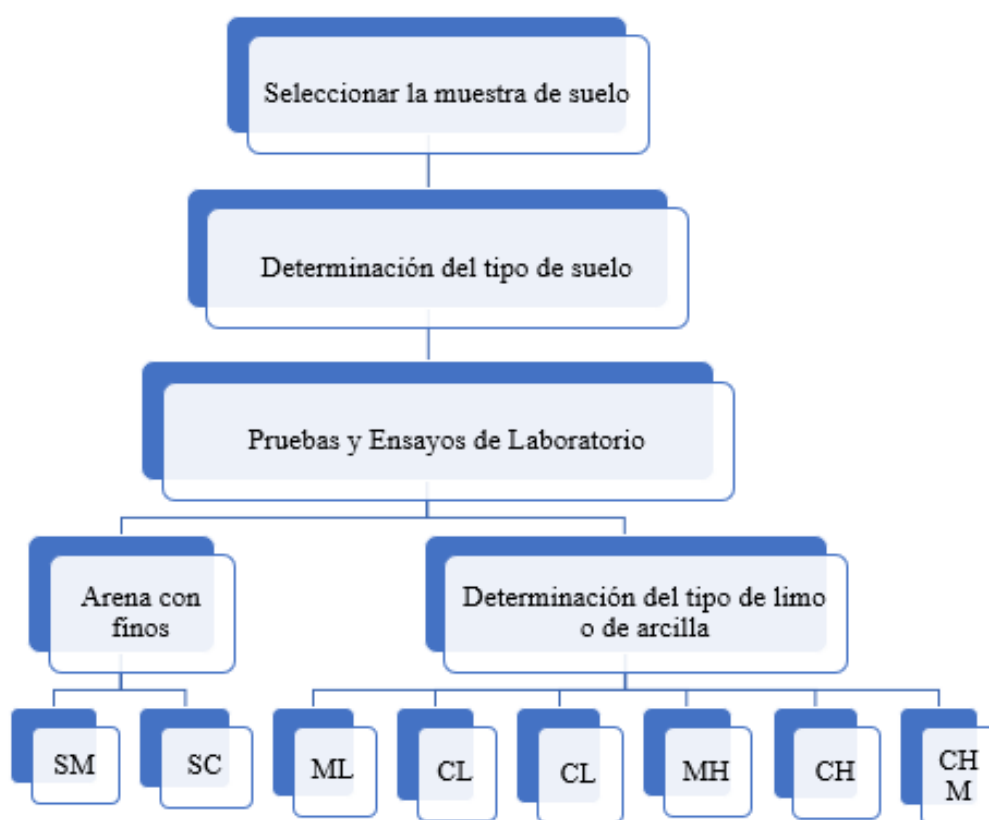 Seleccionar la muestra de suelo
Determinación del tipo de suelo
Pruebas y Ensayos de Laboratorio
Arena con
finos
Determinación del tipo de limo
o de arcilla
SM
SC
ML
CL
CL
MH
CH
CH
M